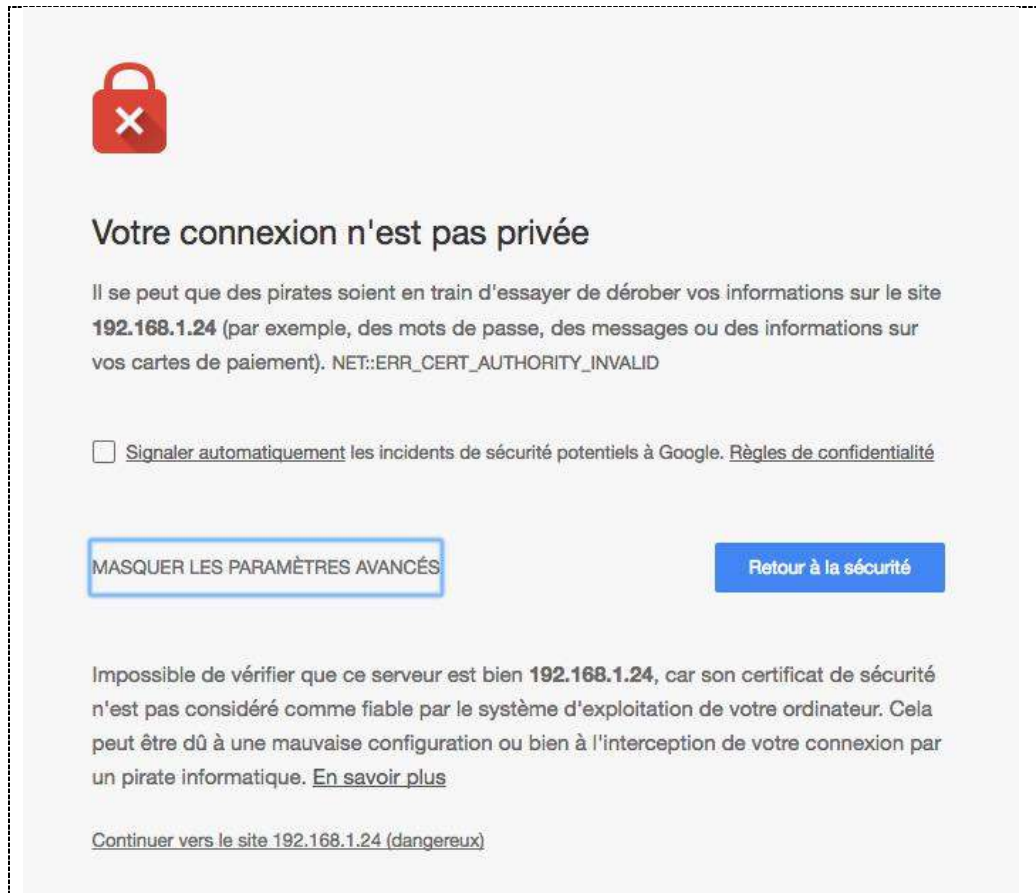 Votre connexion n'est pas privée
Il se peut que des pirates soient en train d'essayer de dérober vos informations sur le site
192.168.1.24 (par exemple, des mots de passe, des messages ou des informations sur
vos cartes de paiement). NET::ERR_CERT_AUTHORITY_INVALID
Signaler automatiquement les incidents de sécurité potentiels à Google. Règles de confidentialité
MASQUER LES PARAMÈTRES AVANCÉS
Retour à la sécurité
Impossible de vérifier que ce serveur est bien 192.168.1.24, car son certificat de sécurité
n'est pas considéré comme fiable par le système d'exploitation de votre ordinateur. Cela
peut être dû à une mauvaise configuration ou bien à l'interception de votre connexion par
un pirate informatique. En savoir plus
Continuer vers le site 192.168.1.24 (dangereux)